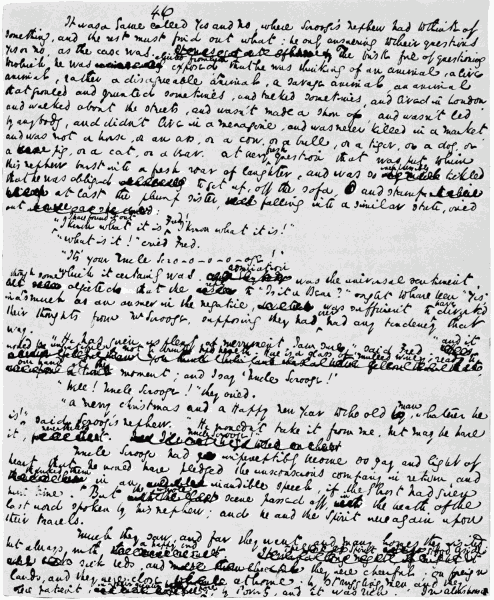 46
It was a Game called Yes and No, where Scrooge's nephew had to think of
something, and the rest must find out what; he only answering to their questions
yes or no, as the case was. The brisk fire of questioning
to which he was exposed, elicited from him that he was thinking of an animal, a live
animal, rather a disagreeable animal, a savage animal, an animal
that growled and grunted sometimes, and talked sometimes, and lived in London,
and walked about the streets, and wasn't made a show of, and wasn't led
by anybody, and didn't live in a menagerie, and was never killed in a market,
and was not a horse, or an ass, or a cow, or a bull, or a tiger, or a dog, or
a pig, or a cat, or a bear. At every question that was put to him
this nephew burst into a fresh roar of laughter, and was so tickled
that he was obliged to get up off the sofa and stamp.
at last the plump sister, falling into a similar state, cried
out
"I have found it out!
I know what it is, Fred! I know what it is!"
"What is it!" cried Fred.
"It's your Uncle Scro-o-o-o-oge!"
Which it certainly was. Admiration was the universal sentiment,
though some objected that the reply to "Is it a Bear?" ought to have been "Yes;"
inasmuch as an answer in the negative was sufficient to have diverted
their thoughts from Mr Scrooge, supposing they had ever had any tendency that
way.
said Fred, "and it
would be ungrateful not to drink his health. Here is a glass of mulled wine ready to
our hand at the moment; and I say 'Uncle Scrooge!'"
"Well! Uncle Scrooge!" they cried.
"A merry Christmas and a Happy New Year to the old man, whatever he
is!" said Scrooge's nephew. "He wouldn't take it from me, but may he have
it, nevertheless. Uncle Scrooge!"
Uncle Scrooge had imperceptibly become so gay and light of
heart, that he would have pledged the unconscious company in return, and
thanked them in an inaudible speech, if the Ghost had given
him time. But the whole scene passed off, in the breath of the
last word spoken by his nephew; and he and the Spirit were again upon
their travels.
Much they saw, and far they went, and many homes they visited,
but always with a happy end. The Spirit stood
beside sick beds, and they were cheerful; on foreign
lands, and they were close at home; by struggling men, and they
were patient; by poverty, and it was rich. In almshouse